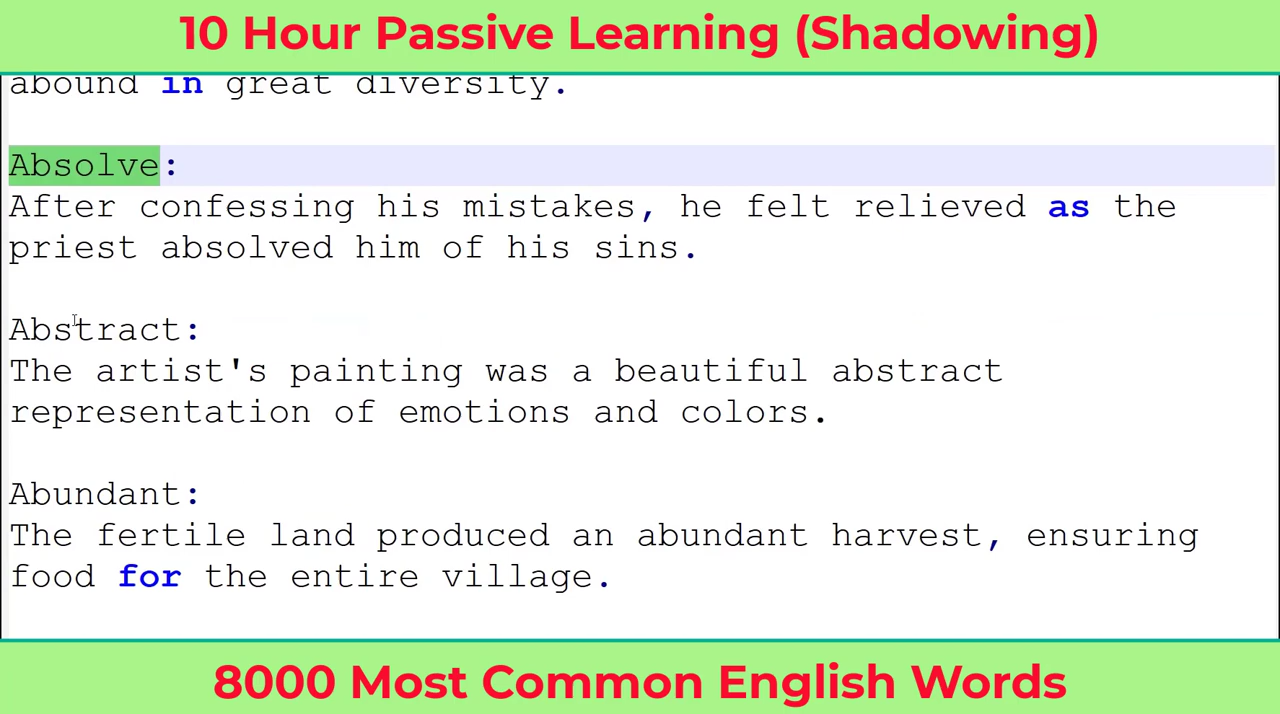 10 Hour Passive Learning (Shadowing)
abound in great diversity.
Absolve:
After confessing his mistakes, he felt relieved as the
priest absolved him of his sins.
Abstract:
The artist's painting was a beautiful abstract
representation of emotions and colors.
Abundant:
The fertile land produced an abundant harvest, ensuring
food for the entire village.
8000 Most Common English Words